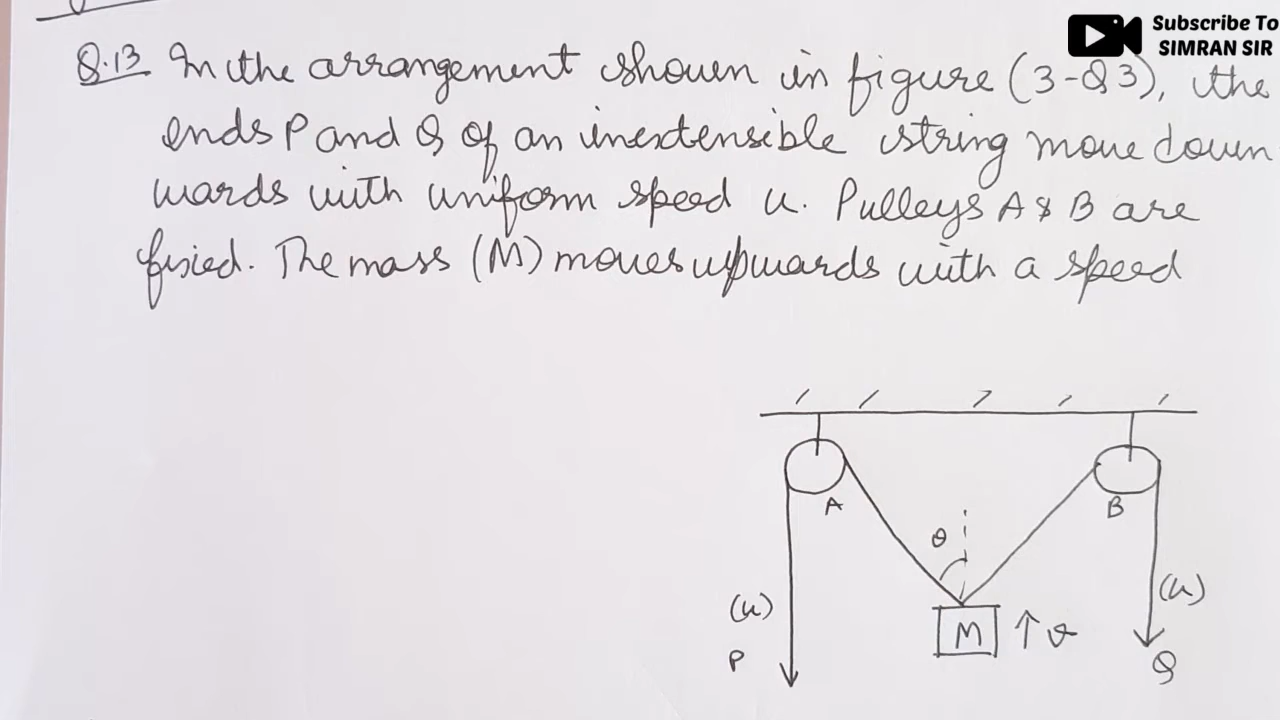 Subscribe To
SIMRAN SIR
Q.13 In the arrangement shown in figure (3-Q3), the
ends P and Q of an inextensible string move down
wards with uniform speed u. Pulleys A & B are
fixed. The mass (M) moves upwards with a speed
A
B
θ
(u)
(u)
M
v
P
Q